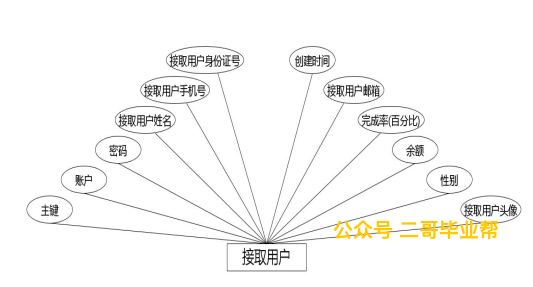 接取用户身份证号
创建时间
接取用户手机号
接取用户邮箱
接取用户姓名
完成率(百分比)
密码
余额
账户
性别
主键
接取用户头像
公众号 二哥毕业帮
接取用户